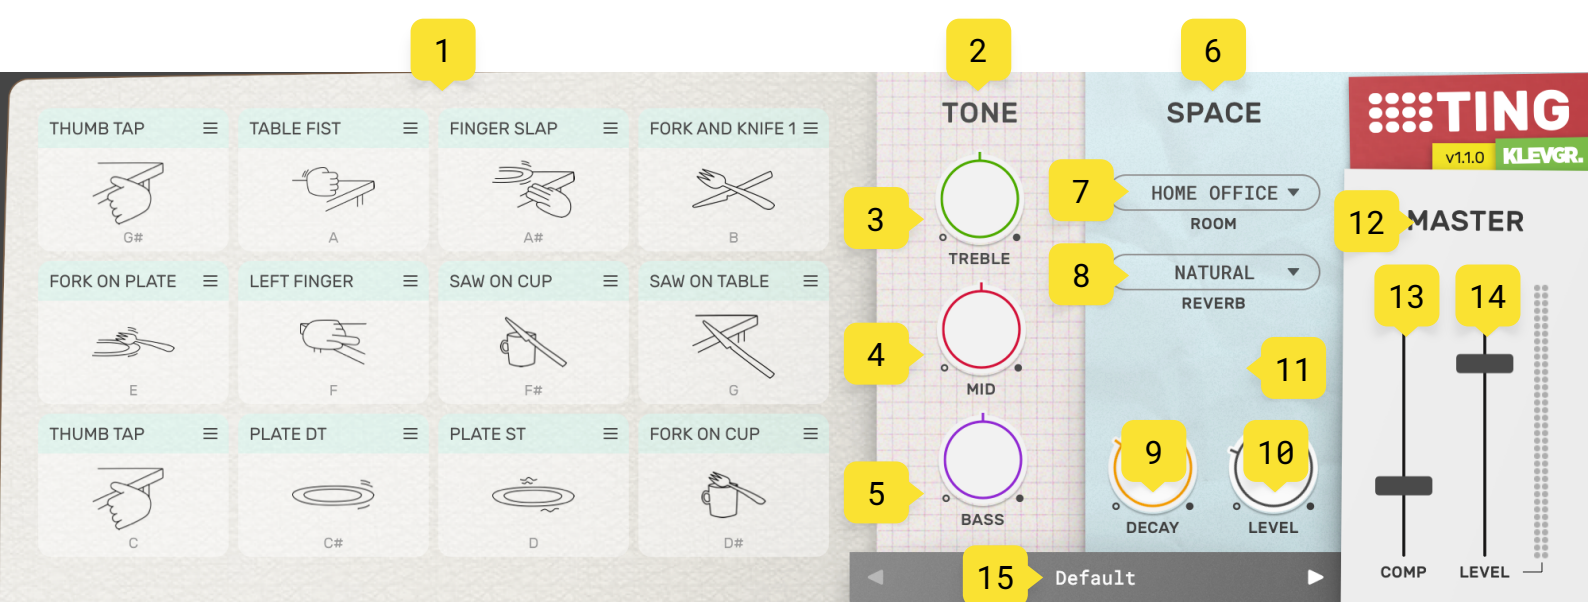 1
2
6
THUMB TAP
TABLE FIST
FINGER SLAP
FORK AND KNIFE 1
G#
A
A#
B
FORK ON PLATE
LEFT FINGER
SAW ON CUP
SAW ON TABLE
E
F
F#
G
THUMB TAP
PLATE DT
PLATE ST
FORK ON CUP
C
C#
D
D#
TONE
3
TREBLE
4
MID
5
BASS
SPACE
7
HOME OFFICE
ROOM
8
NATURAL
REVERB
11
9
10
DECAY
LEVEL
TING
v1.1.0
KLEVGR.
12
MASTER
13
14
COMP
LEVEL
15
Default